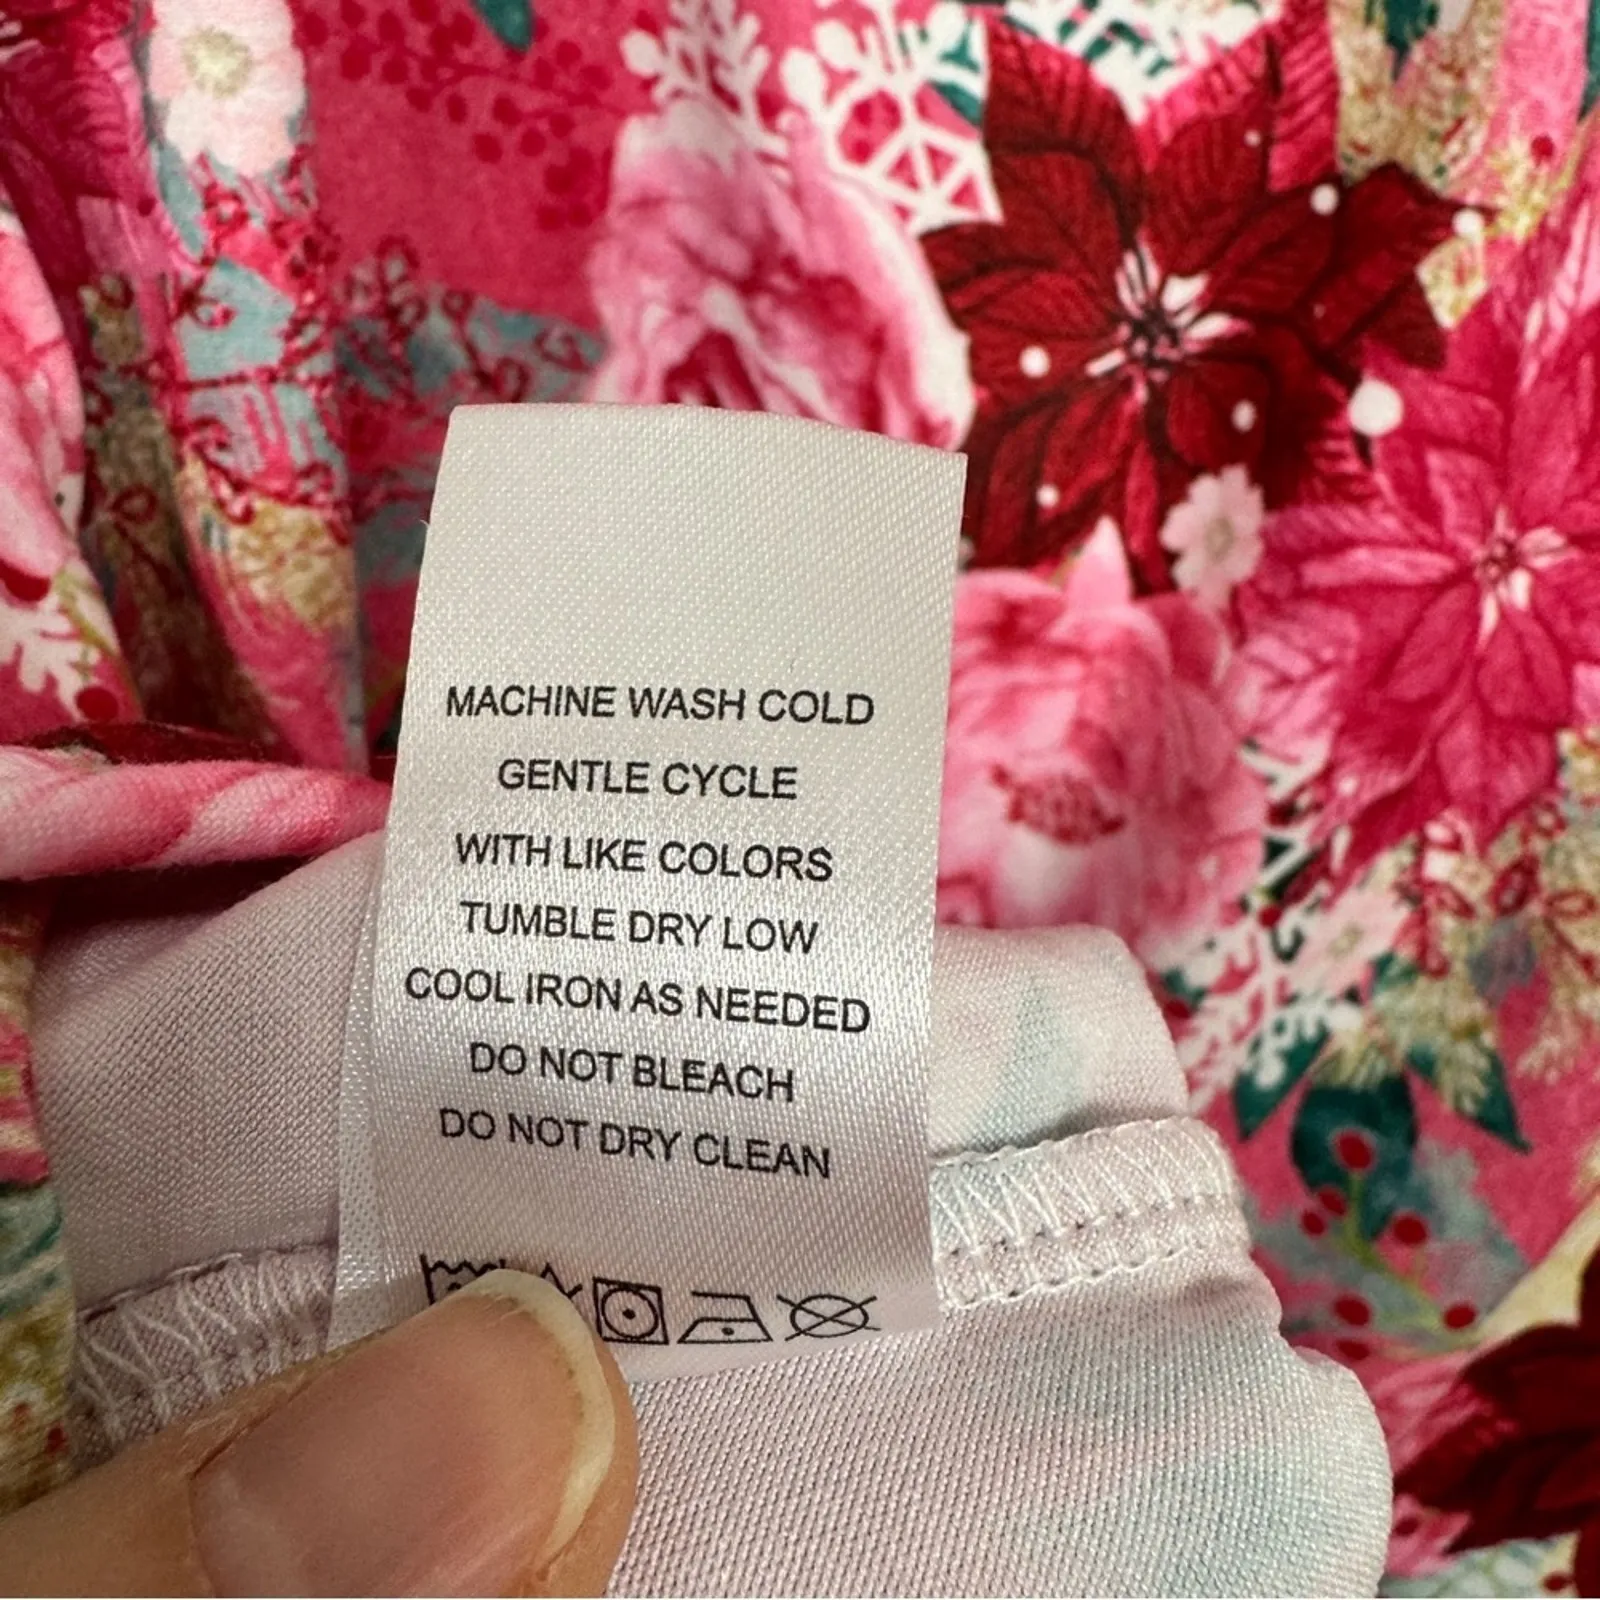 MACHINE WASH COLD
GENTLE CYCLE
WITH LIKE COLORS
TUMBLE DRY LOW
COOL IRON AS NEEDED
DO NOT BLEACH
DO NOT DRY CLEAN